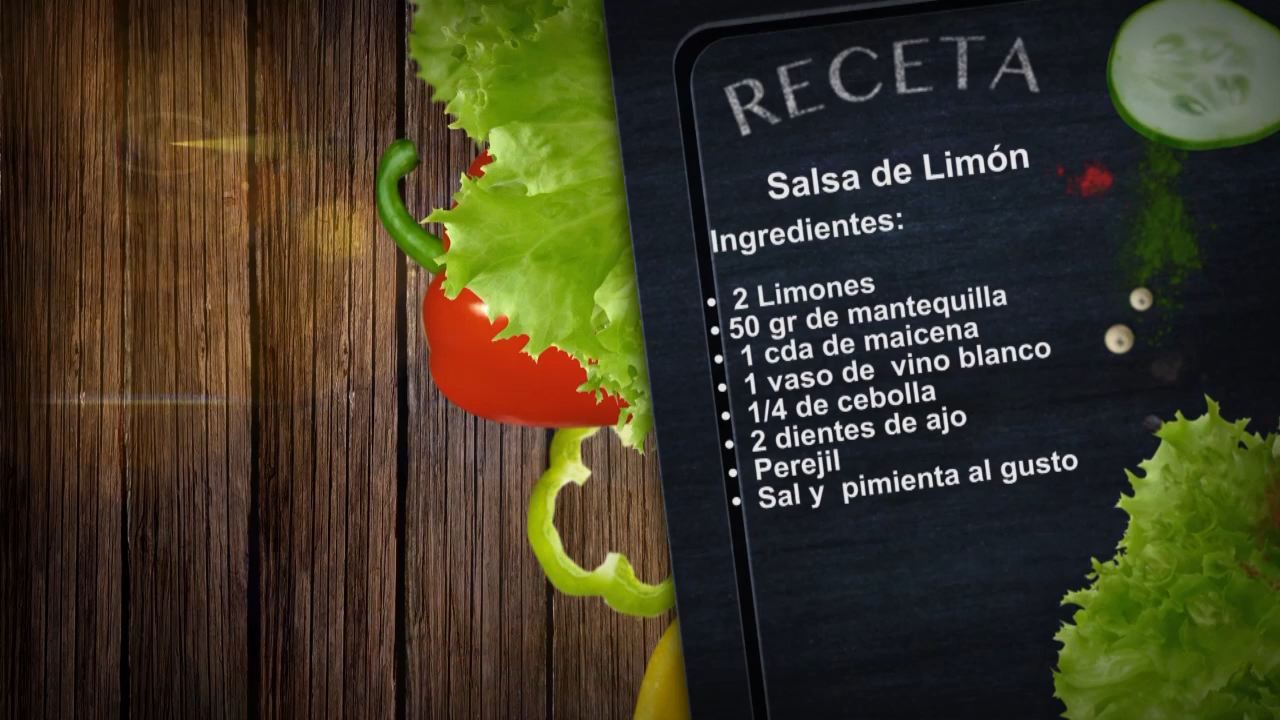 RECETA
Salsa de Limón
Ingredientes:
• 2 Limones
• 50 gr de mantequilla
• 1 cda de maicena
• 1 vaso de  vino blanco
• 1/4 de cebolla
• 2 dientes de ajo
• Perejil
• Sal y  pimienta al gusto